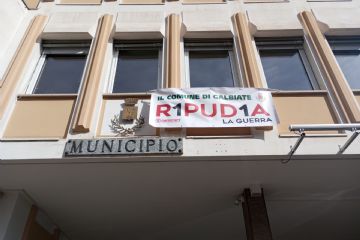 IL COMUNE DI CALBIATE
R1PUD1A
LA GUERRA
MUNICIPIO